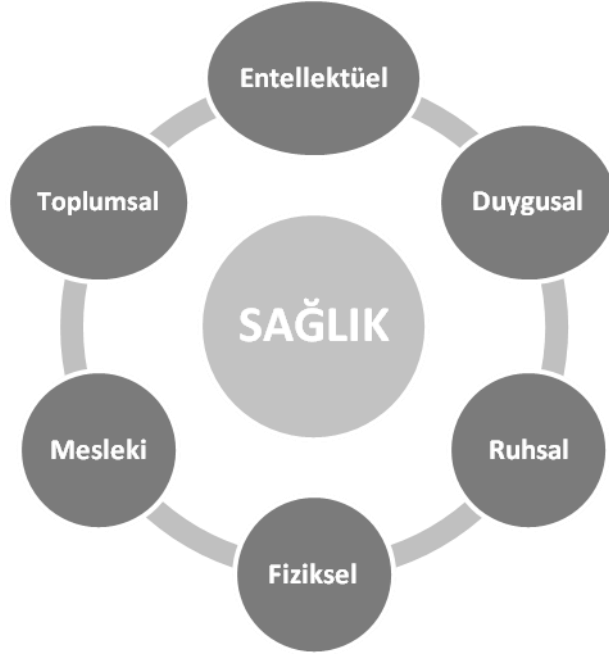 Entellektüel
Toplumsal
Duygusal
SAĞLIK
Mesleki
Ruhsal
Fiziksel